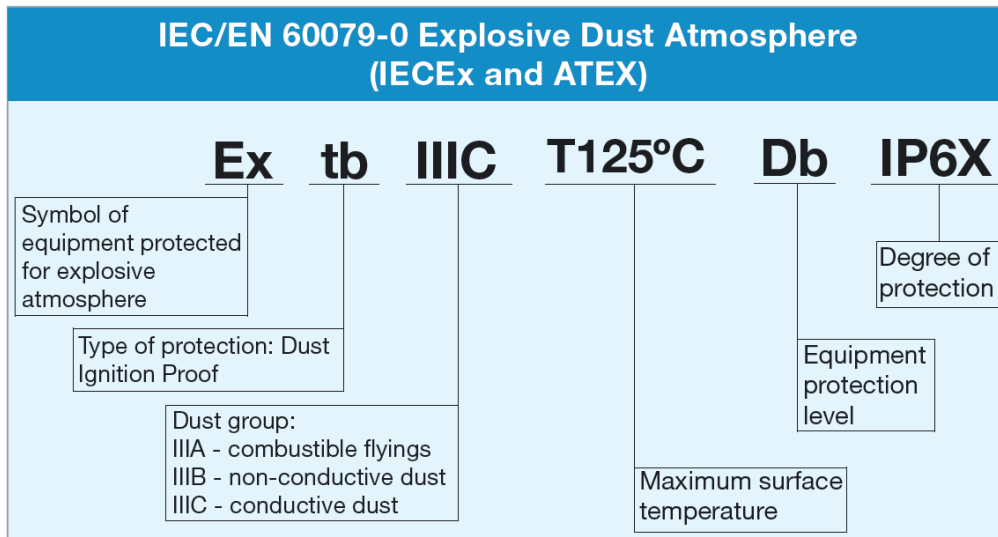 IEC/EN 60079-0 Explosive Dust Atmosphere
(IECEx and ATEX)
Ex tb IIIC T125ºC Db IP6X
Symbol of
equipment protected
for explosive
atmosphere
Degree of
protection
Type of protection: Dust
Ignition Proof
Equipment
protection
level
Dust group:
IIIA - combustible flyings
IIIB - non-conductive dust
IIIC - conductive dust
Maximum surface
temperature